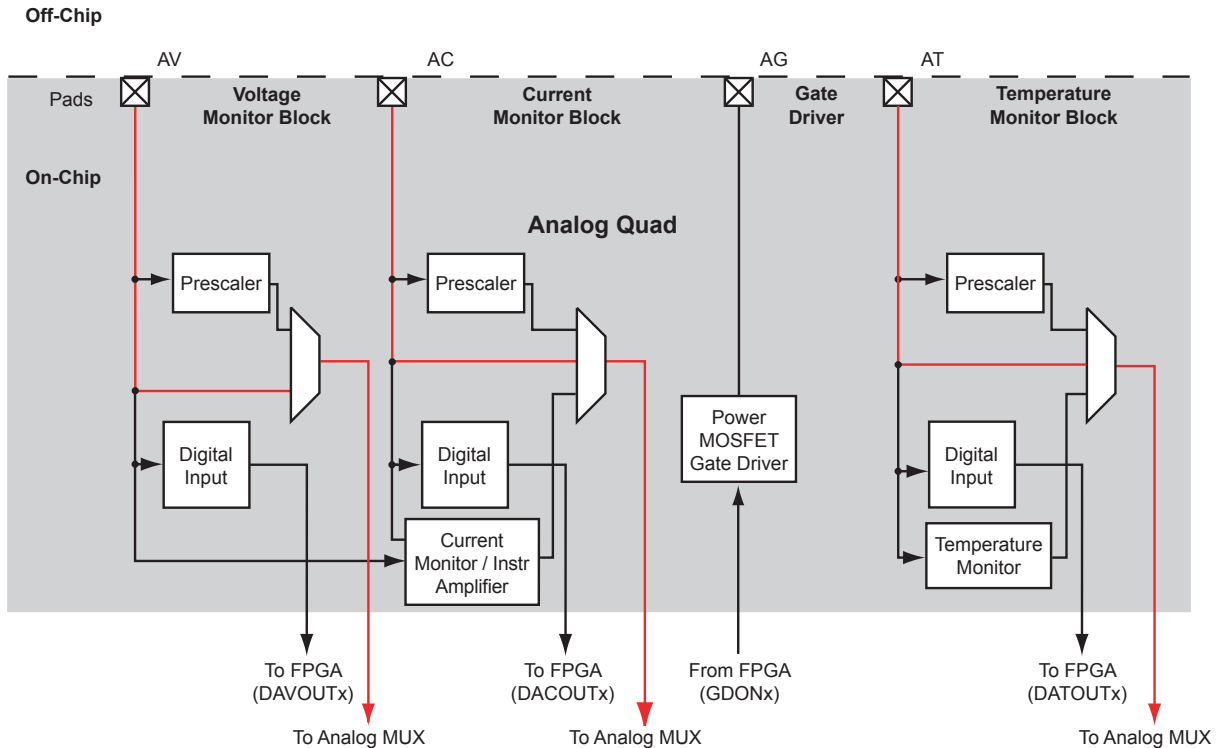 Off-Chip
AV
AC
AG
AT
Pads
Voltage
Monitor Block
Current
Monitor Block
Gate
Driver
Temperature
Monitor Block
On-Chip
Analog Quad
Prescaler
Prescaler
Prescaler
Digital
Input
Digital
Input
Power
MOSFET
Gate Driver
Digital
Input
Current
Monitor / Instr
Amplifier
Temperature
Monitor
To FPGA
(DAVOUTx)
To FPGA
(DACOUTx)
From FPGA
(GDONx)
To FPGA
(DATOUTx)
To Analog MUX
To Analog MUX
To Analog MUX